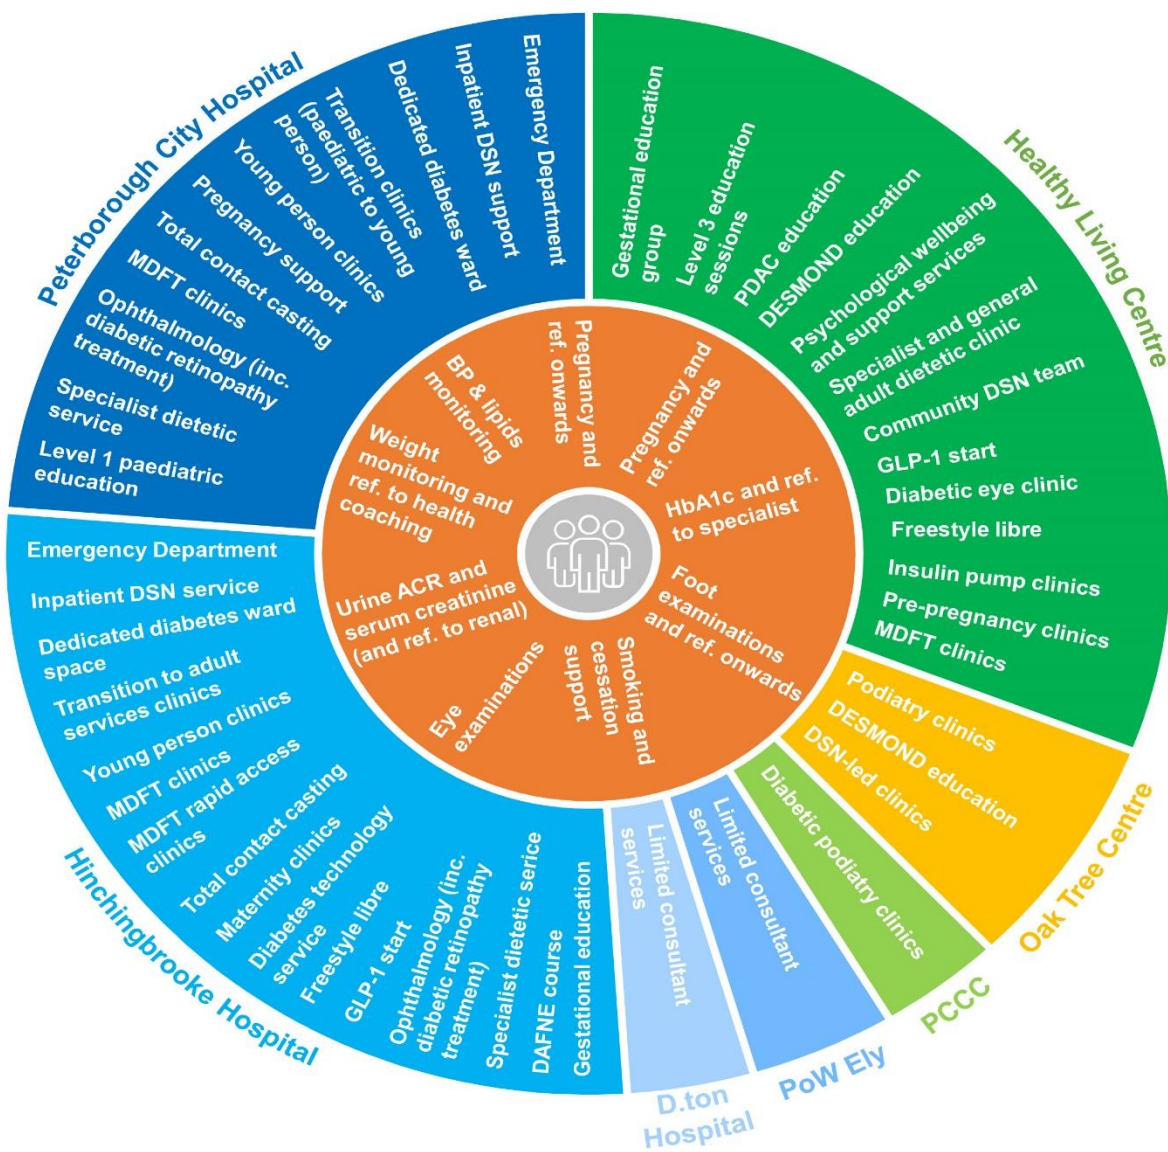 Peterborough City Hospital
Emergency Department
Inpatient DSN support
Dedicated diabetes ward
Transition clinics
(paediatric to young
person)
Young person clinics
Pregnancy support
Total contact casting
MDFT clinics
Ophthalmology (inc.
diabetic retinopathy
treatment)
Specialist dietetic
service
Level 1 paediatric
education
Healthy Living Centre
Gestational education
group
Level 3 education
sessions
PDAC education
DESMOND education
Psychological wellbeing
and support services
Specialist and general
adult dietetic clinic
Community DSN team
GLP-1 start
Diabetic eye clinic
Freestyle libre
Insulin pump clinics
Pre-pregnancy clinics
MDFT clinics
Oak Tree Centre
Podiatry clinics
DESMOND education
DSN-led clinics
PCCC
Diabetic podiatry clinics
PoW Ely
Limited consultant
services
D.ton
Hospital
Limited consultant
services
Hinchingbrooke Hospital
Emergency Department
Inpatient DSN service
Dedicated diabetes ward
space
Transition to adult
services clinics
Young person clinics
MDFT clinics
MDFT rapid access
clinics
Total contact casting
Maternity clinics
Diabetes technology
service
Freestyle libre
GLP-1 start
Ophthalmology (inc.
diabetic retinopathy
treatment)
Specialist dietetic serice
DAFNE course
Gestational education
Pregnancy and
ref. onwards
Pregnancy and
ref. onwards
HbA1c and ref.
to specialist
Foot
examinations
and ref. onwards
Smoking and
cessation
support
Eye
examinations
Urine ACR and
serum creatinine
(and ref. to renal)
Weight
monitoring and
ref. to health
coaching
BP & lipids
monitoring